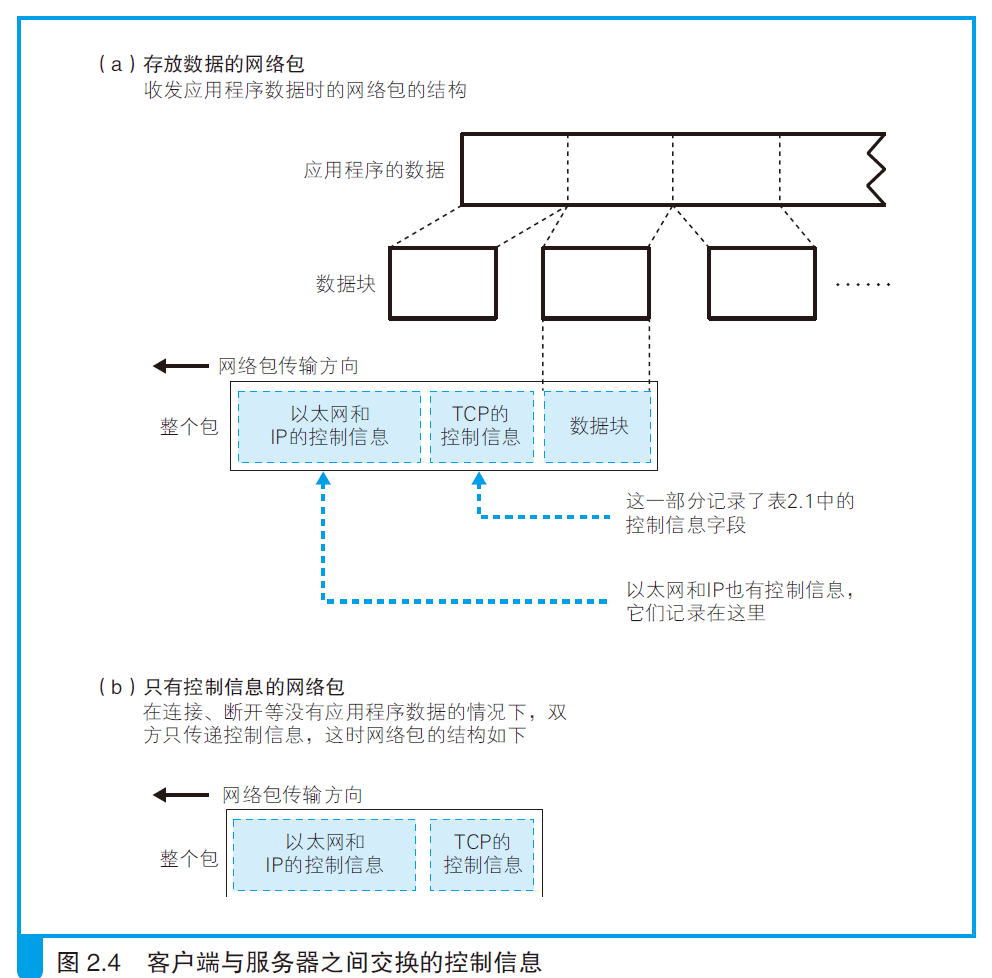 (a)存放数据的网络包
收发应用程序数据时的网络包的结构
应用程序的数据
数据块
······
网络包传输方向
整个包
以太网和
IP的控制信息
TCP的
控制信息
数据块
这一部分记录了表2.1中的
控制信息字段
以太网和IP也有控制信息，
它们记录在这里
(b)只有控制信息的网络包
在连接、断开等没有应用程序数据的情况下，双
方只传递控制信息，这时网络包的结构如下
网络包传输方向
整个包
以太网和
IP的控制信息
TCP的
控制信息
图 2.4 客户端与服务器之间交换的控制信息